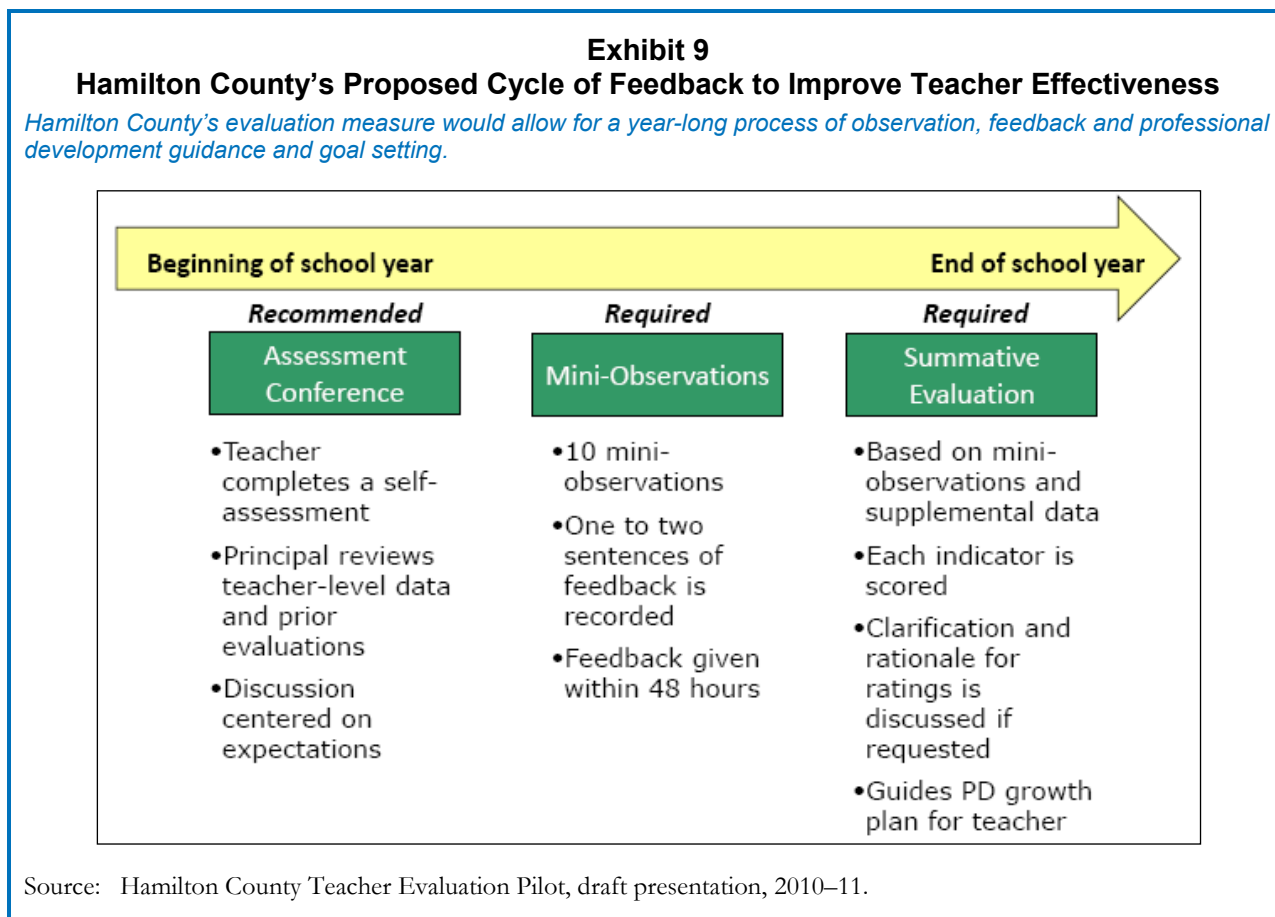 Exhibit 9
Hamilton County's Proposed Cycle of Feedback to Improve Teacher Effectiveness
Hamilton County's evaluation measure would allow for a year-long process of observation, feedback and professional
development guidance and goal setting.
Beginning of school year
End of school year
Recommended
Assessment
Conference
•Teacher
completes a self-
assessment
•Principal reviews
teacher-level data
and prior
evaluations
•Discussion
centered on
expectations
Required
Mini-Observations
•10 mini-
observations
•One to two
sentences of
feedback is
recorded
•Feedback given
within 48 hours
Required
Summative
Evaluation
•Based on mini-
observations and
supplemental data
•Each indicator is
scored
•Clarification and
rationale for
ratings is
discussed if
requested
•Guides PD growth
plan for teacher
Source: Hamilton County Teacher Evaluation Pilot, draft presentation, 2010–11.